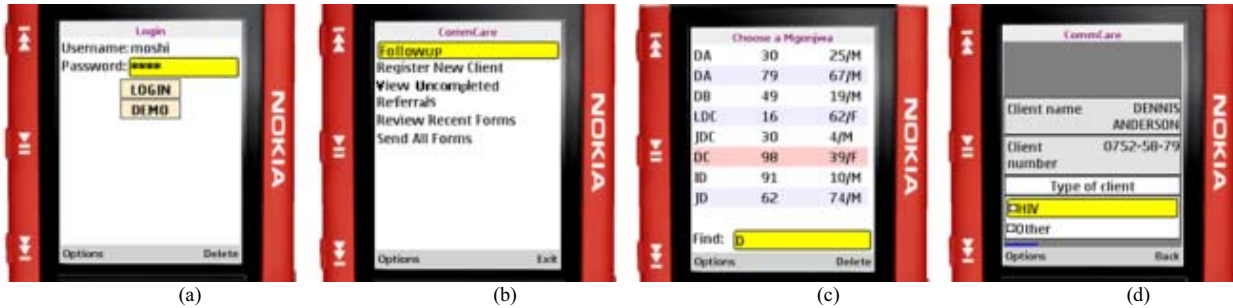 Login
Username: moshi
Password: ****
LOGIN
DEMO
Options Delete
NOKIA
(a)
CommCare
Followup
Register New Client
View Uncompleted
Referrals
Review Recent Forms
Send All Forms
Options Exit
NOKIA
(b)
Choose a Mgonjwa
DA 30 25/M
DA 79 67/M
DB 49 19/M
LDC 16 62/F
JDC 30 4/M
DC 98 39/F
ID 91 10/M
JD 62 74/M
Find: D
Options Delete
NOKIA
(c)
CommCare
Client name DENNIS
ANDERSON
Client 0752-58-79
number
Type of client
HIV
Other
Options Back
NOKIA
(d)